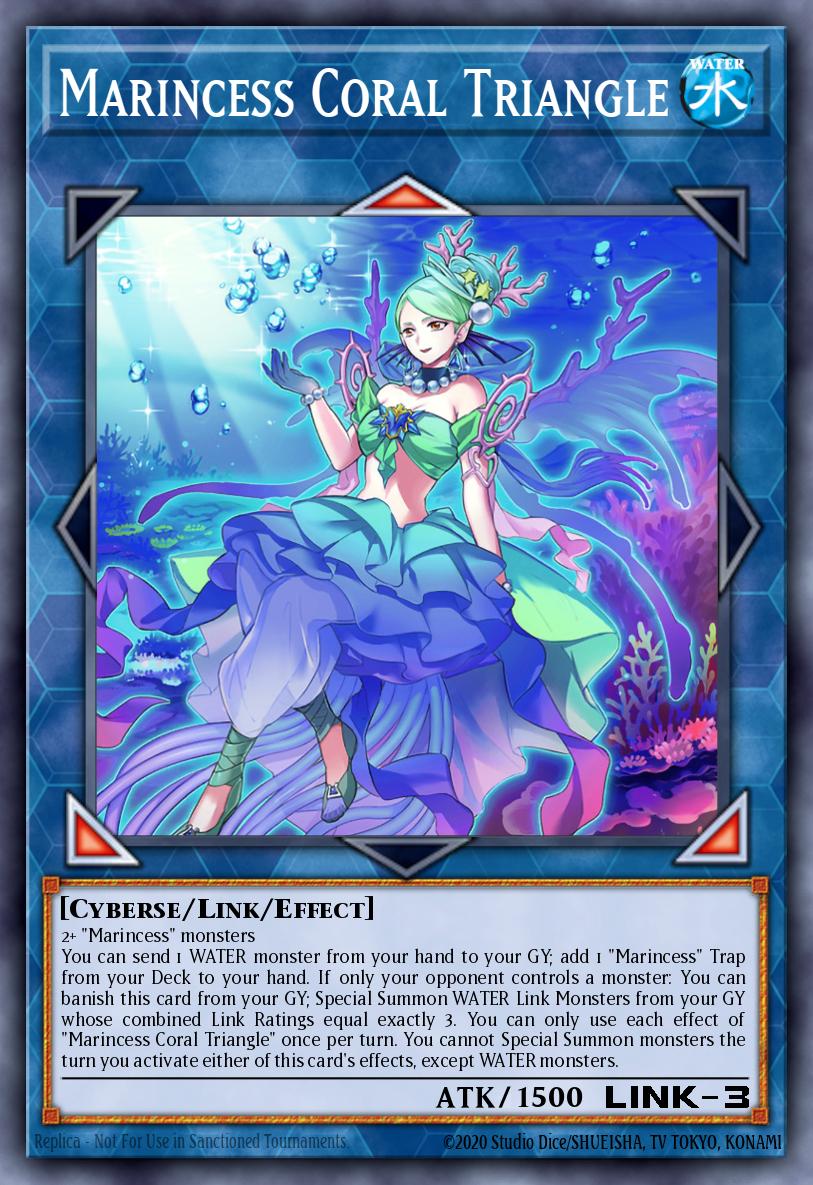 Marincess Coral Triangle
WATER
水
[Cyberse/Link/Effect]
2+ "Marincess" monsters
You can send 1 WATER monster from your hand to your GY; add 1 "Marincess" Trap
from your Deck to your hand. If only your opponent controls a monster: You can
banish this card from your GY; Special Summon WATER Link Monsters from your GY
whose combined Link Ratings equal exactly 3. You can only use each effect of
"Marincess Coral Triangle" once per turn. You cannot Special Summon monsters the
turn you activate either of this card's effects, except WATER monsters.
ATK/1500 LINK-3
Replica - Not For Use in Sanctioned Tournaments. ©2020 Studio Dice/SHUEISHA, TV TOKYO, KONAMI